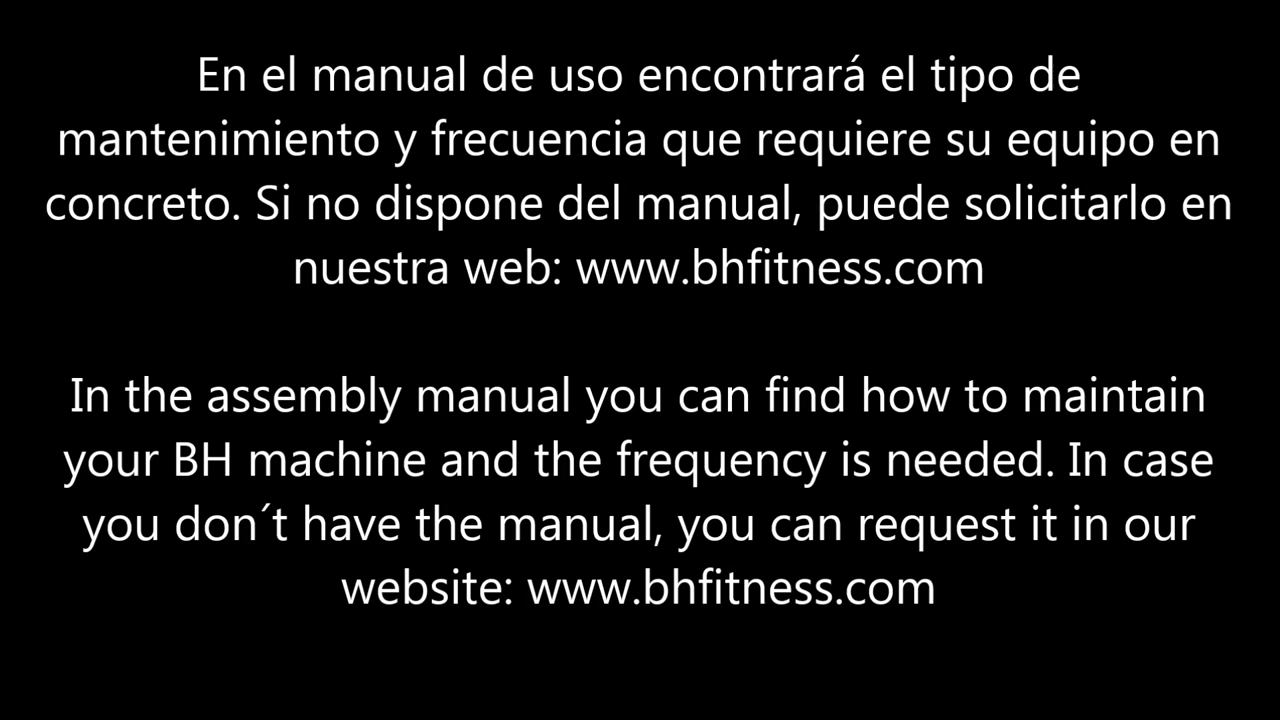 En el manual de uso encontrará el tipo de
mantenimiento y frecuencia que requiere su equipo en
concreto. Si no dispone del manual, puede solicitarlo en
nuestra web: www.bhfitness.com
In the assembly manual you can find how to maintain
your BH machine and the frequency is needed. In case
you don´t have the manual, you can request it in our
website: www.bhfitness.com